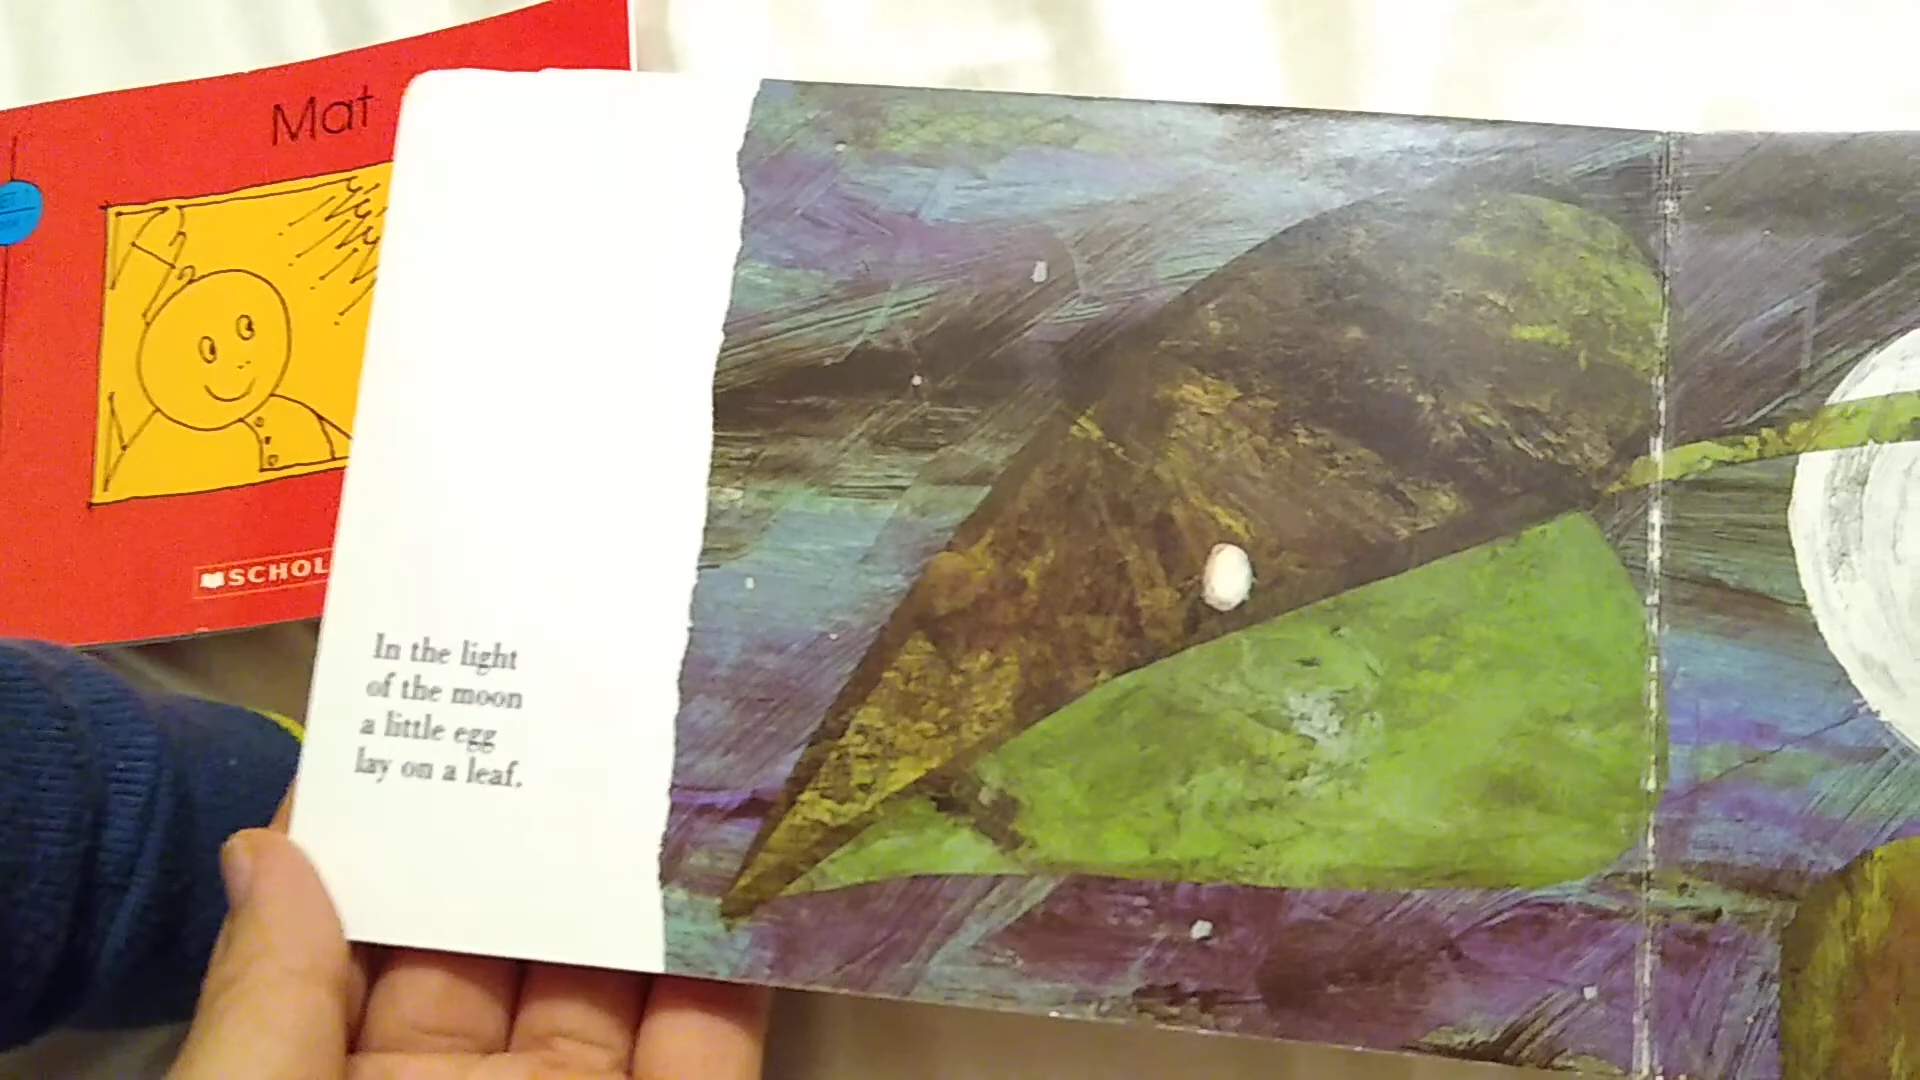 Mat
SCHOL
In the light
of the moon
a little egg
lay on a leaf.